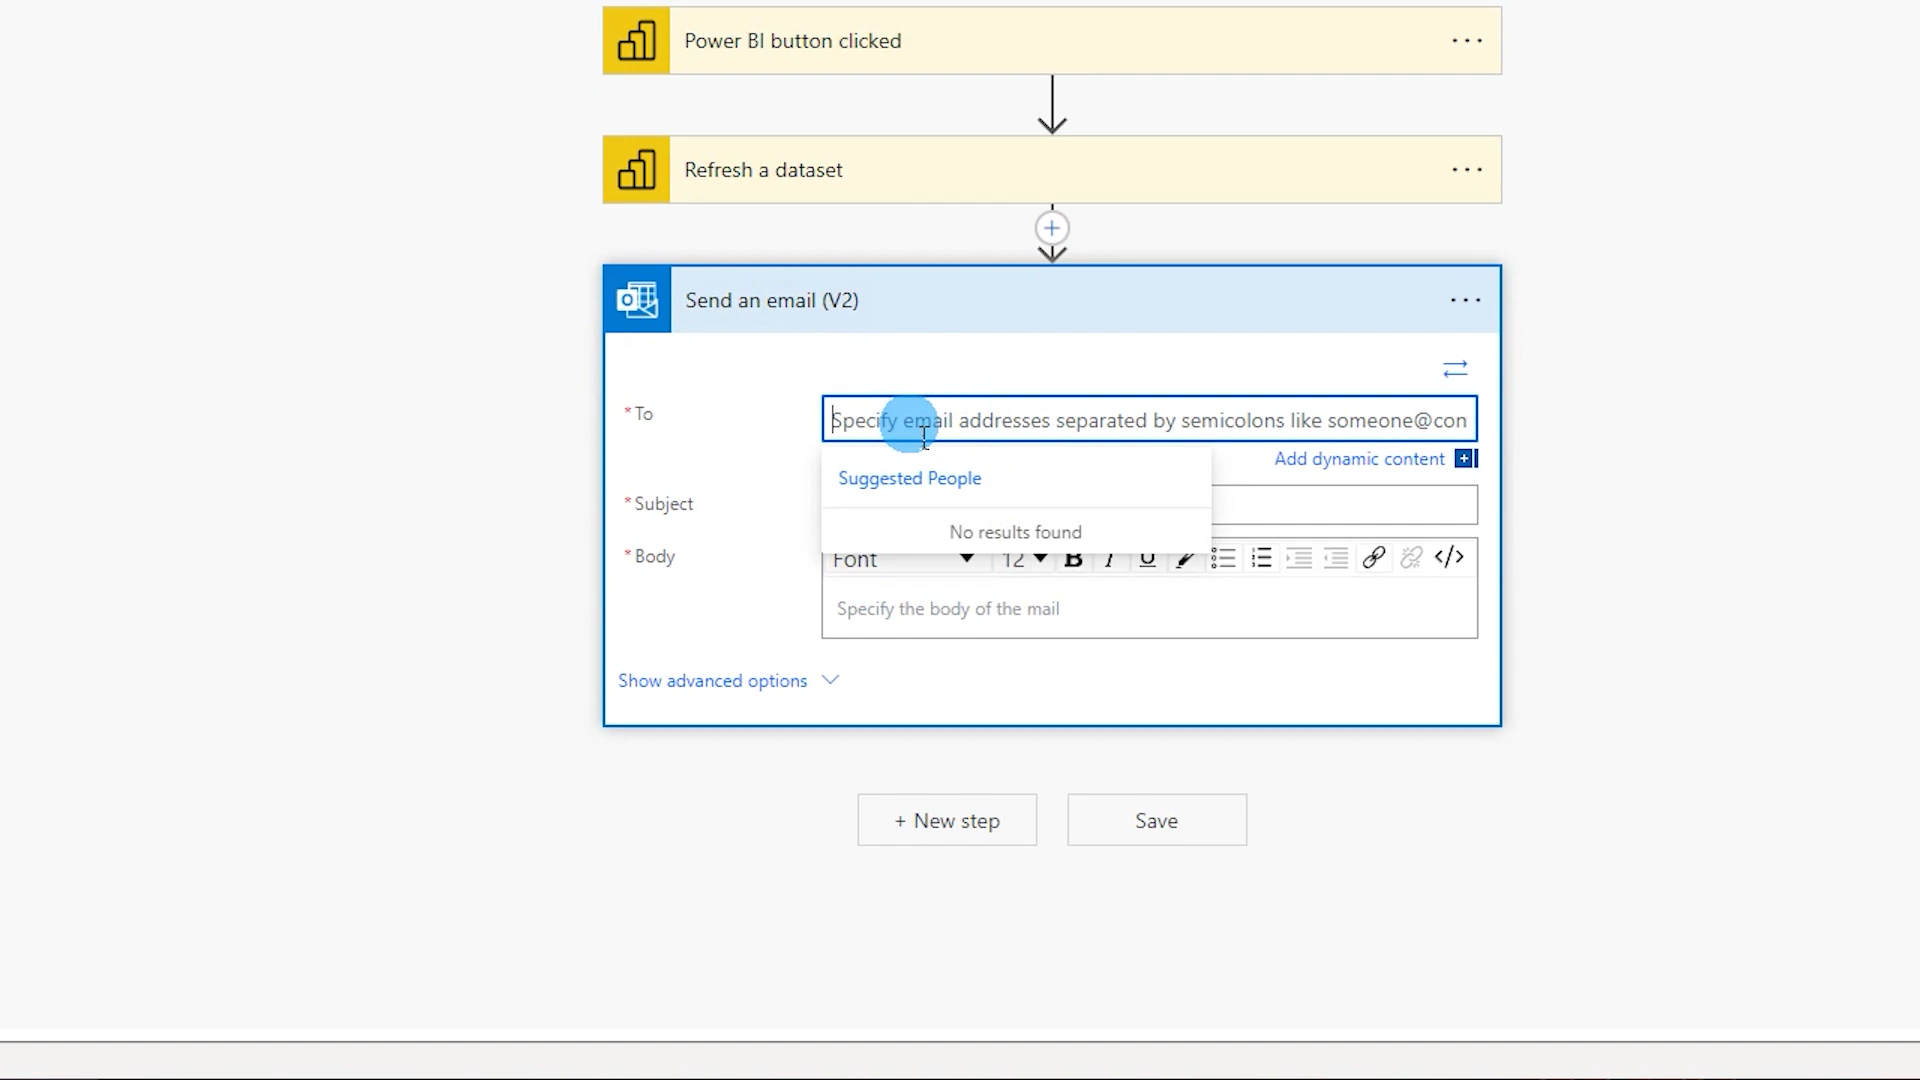 Power BI button clicked
Refresh a dataset
Send an email (V2)
* To
Specify email addresses separated by semicolons like someone@con
Add dynamic content
Suggested People
* Subject
No results found
* Body
Font 12 B I U </>
Specify the body of the mail
Show advanced options
+ New step
Save